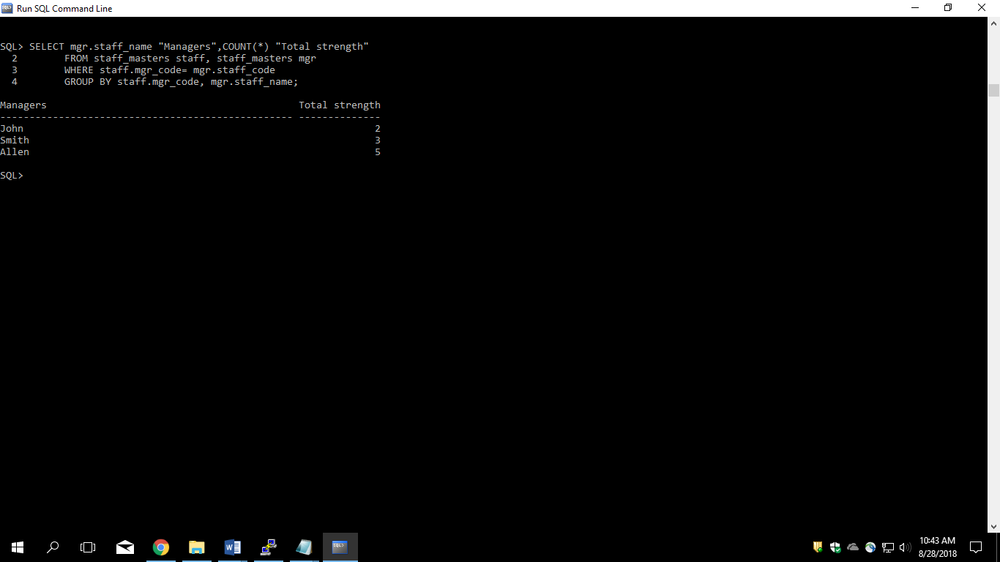 Run SQL Command Line
SQL> SELECT mgr.staff_name "Managers",COUNT(*) "Total strength"
  2        FROM staff_masters staff, staff_masters mgr
  3        WHERE staff.mgr_code= mgr.staff_code
  4        GROUP BY staff.mgr_code, mgr.staff_name;
Managers                                           Total strength
-------------------------------------------------- --------------
John                                                            2
Smith                                                           3
Allen                                                           5
SQL>
10:43 AM
8/28/2018